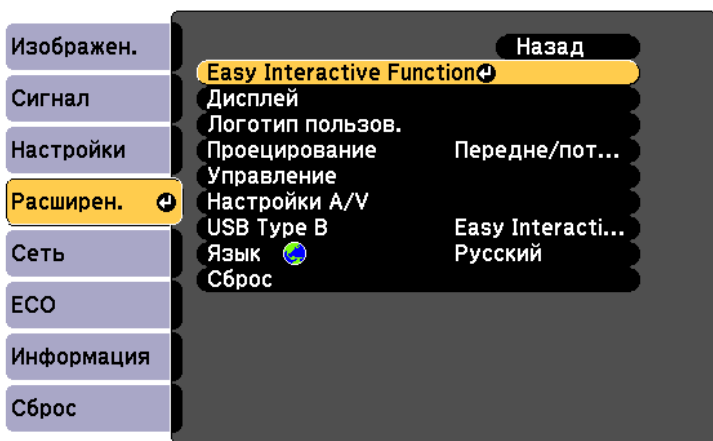 Изображен.
Сигнал
Настройки
Расширен.
Сеть
ECO
Информация
Сброс
Назад
Easy Interactive Function
Дисплей
Логотип пользов.
Проецирование Передне/пот...
Управление
Настройки A/V
USB Type B Easy Interacti...
Язык Русский
Сброс